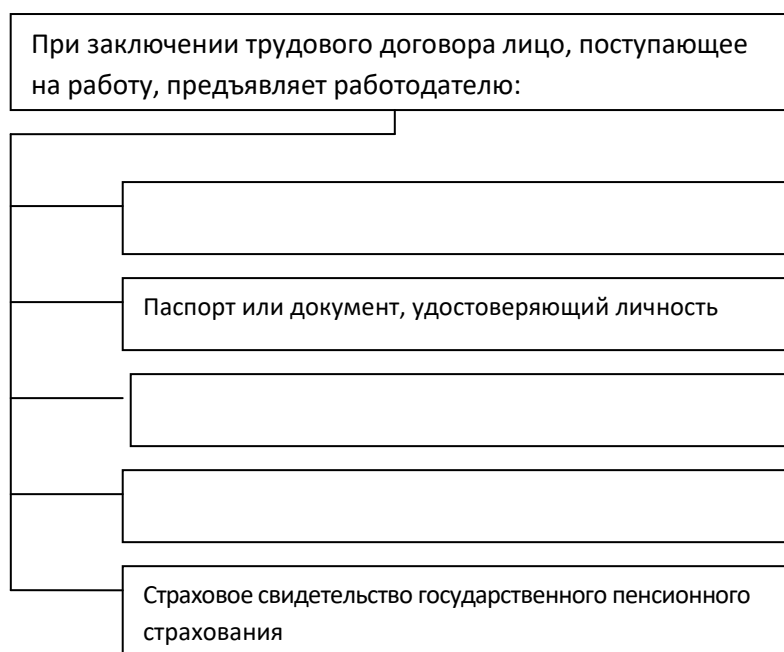 При заключении трудового договора лицо, поступающее
на работу, предъявляет работодателю:
Паспорт или документ, удостоверяющий личность
Страховое свидетельство государственного пенсионного
страхования